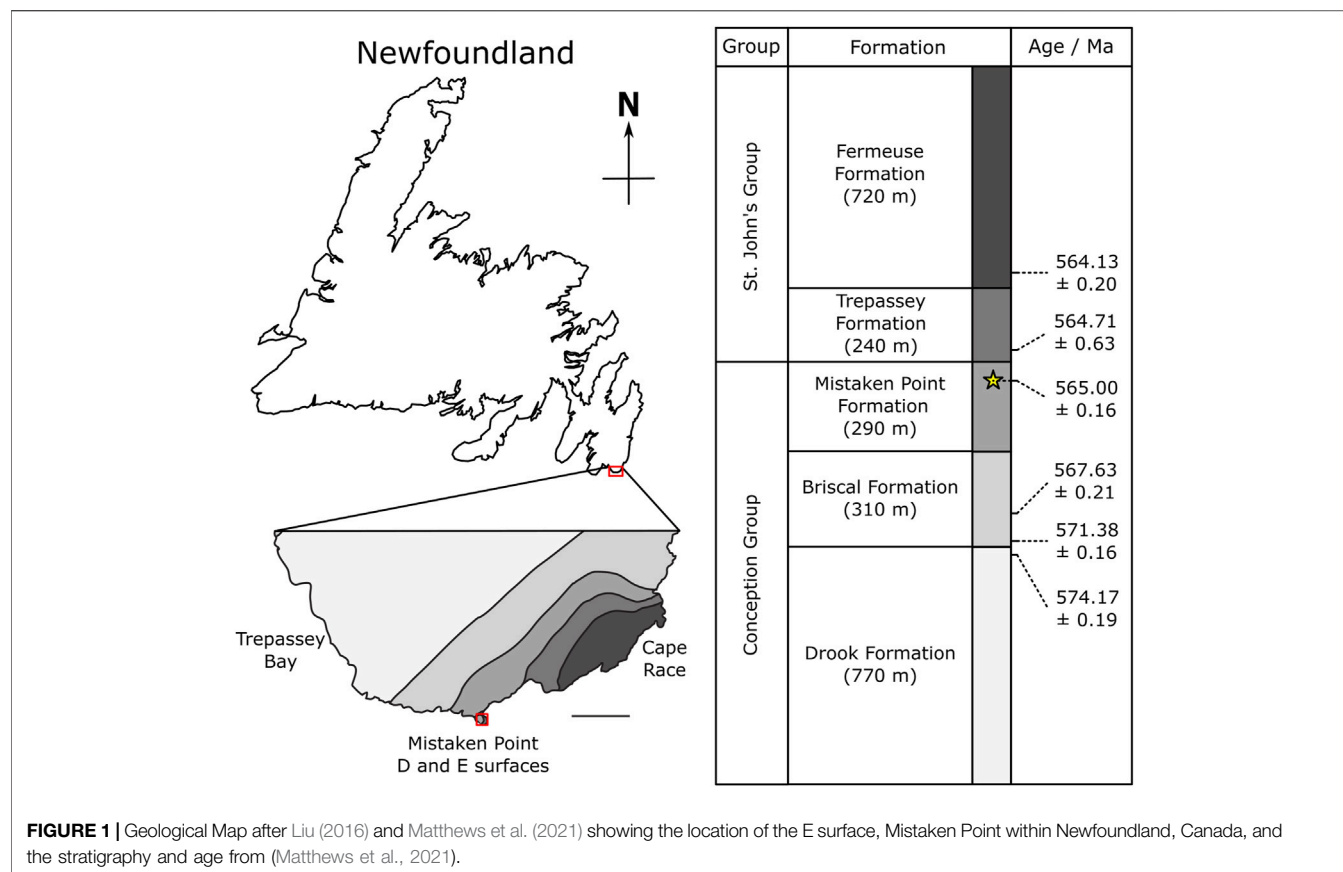 Newfoundland
N
Trepassey
Bay
Cape
Race
Mistaken Point
D and E surfaces
Group
Formation
Age / Ma
St. John's Group
Fermeuse
Formation
(720 m)
564.13
± 0.20
Trepassey
Formation
(240 m)
564.71
± 0.63
Conception Group
Mistaken Point
Formation
(290 m)
565.00
± 0.16
Briscal Formation
(310 m)
567.63
± 0.21
571.38
± 0.16
574.17
± 0.19
Drook Formation
(770 m)
FIGURE 1 | Geological Map after Liu (2016) and Matthews et al. (2021) showing the location of the E surface, Mistaken Point within Newfoundland, Canada, and
the stratigraphy and age from (Matthews et al., 2021).